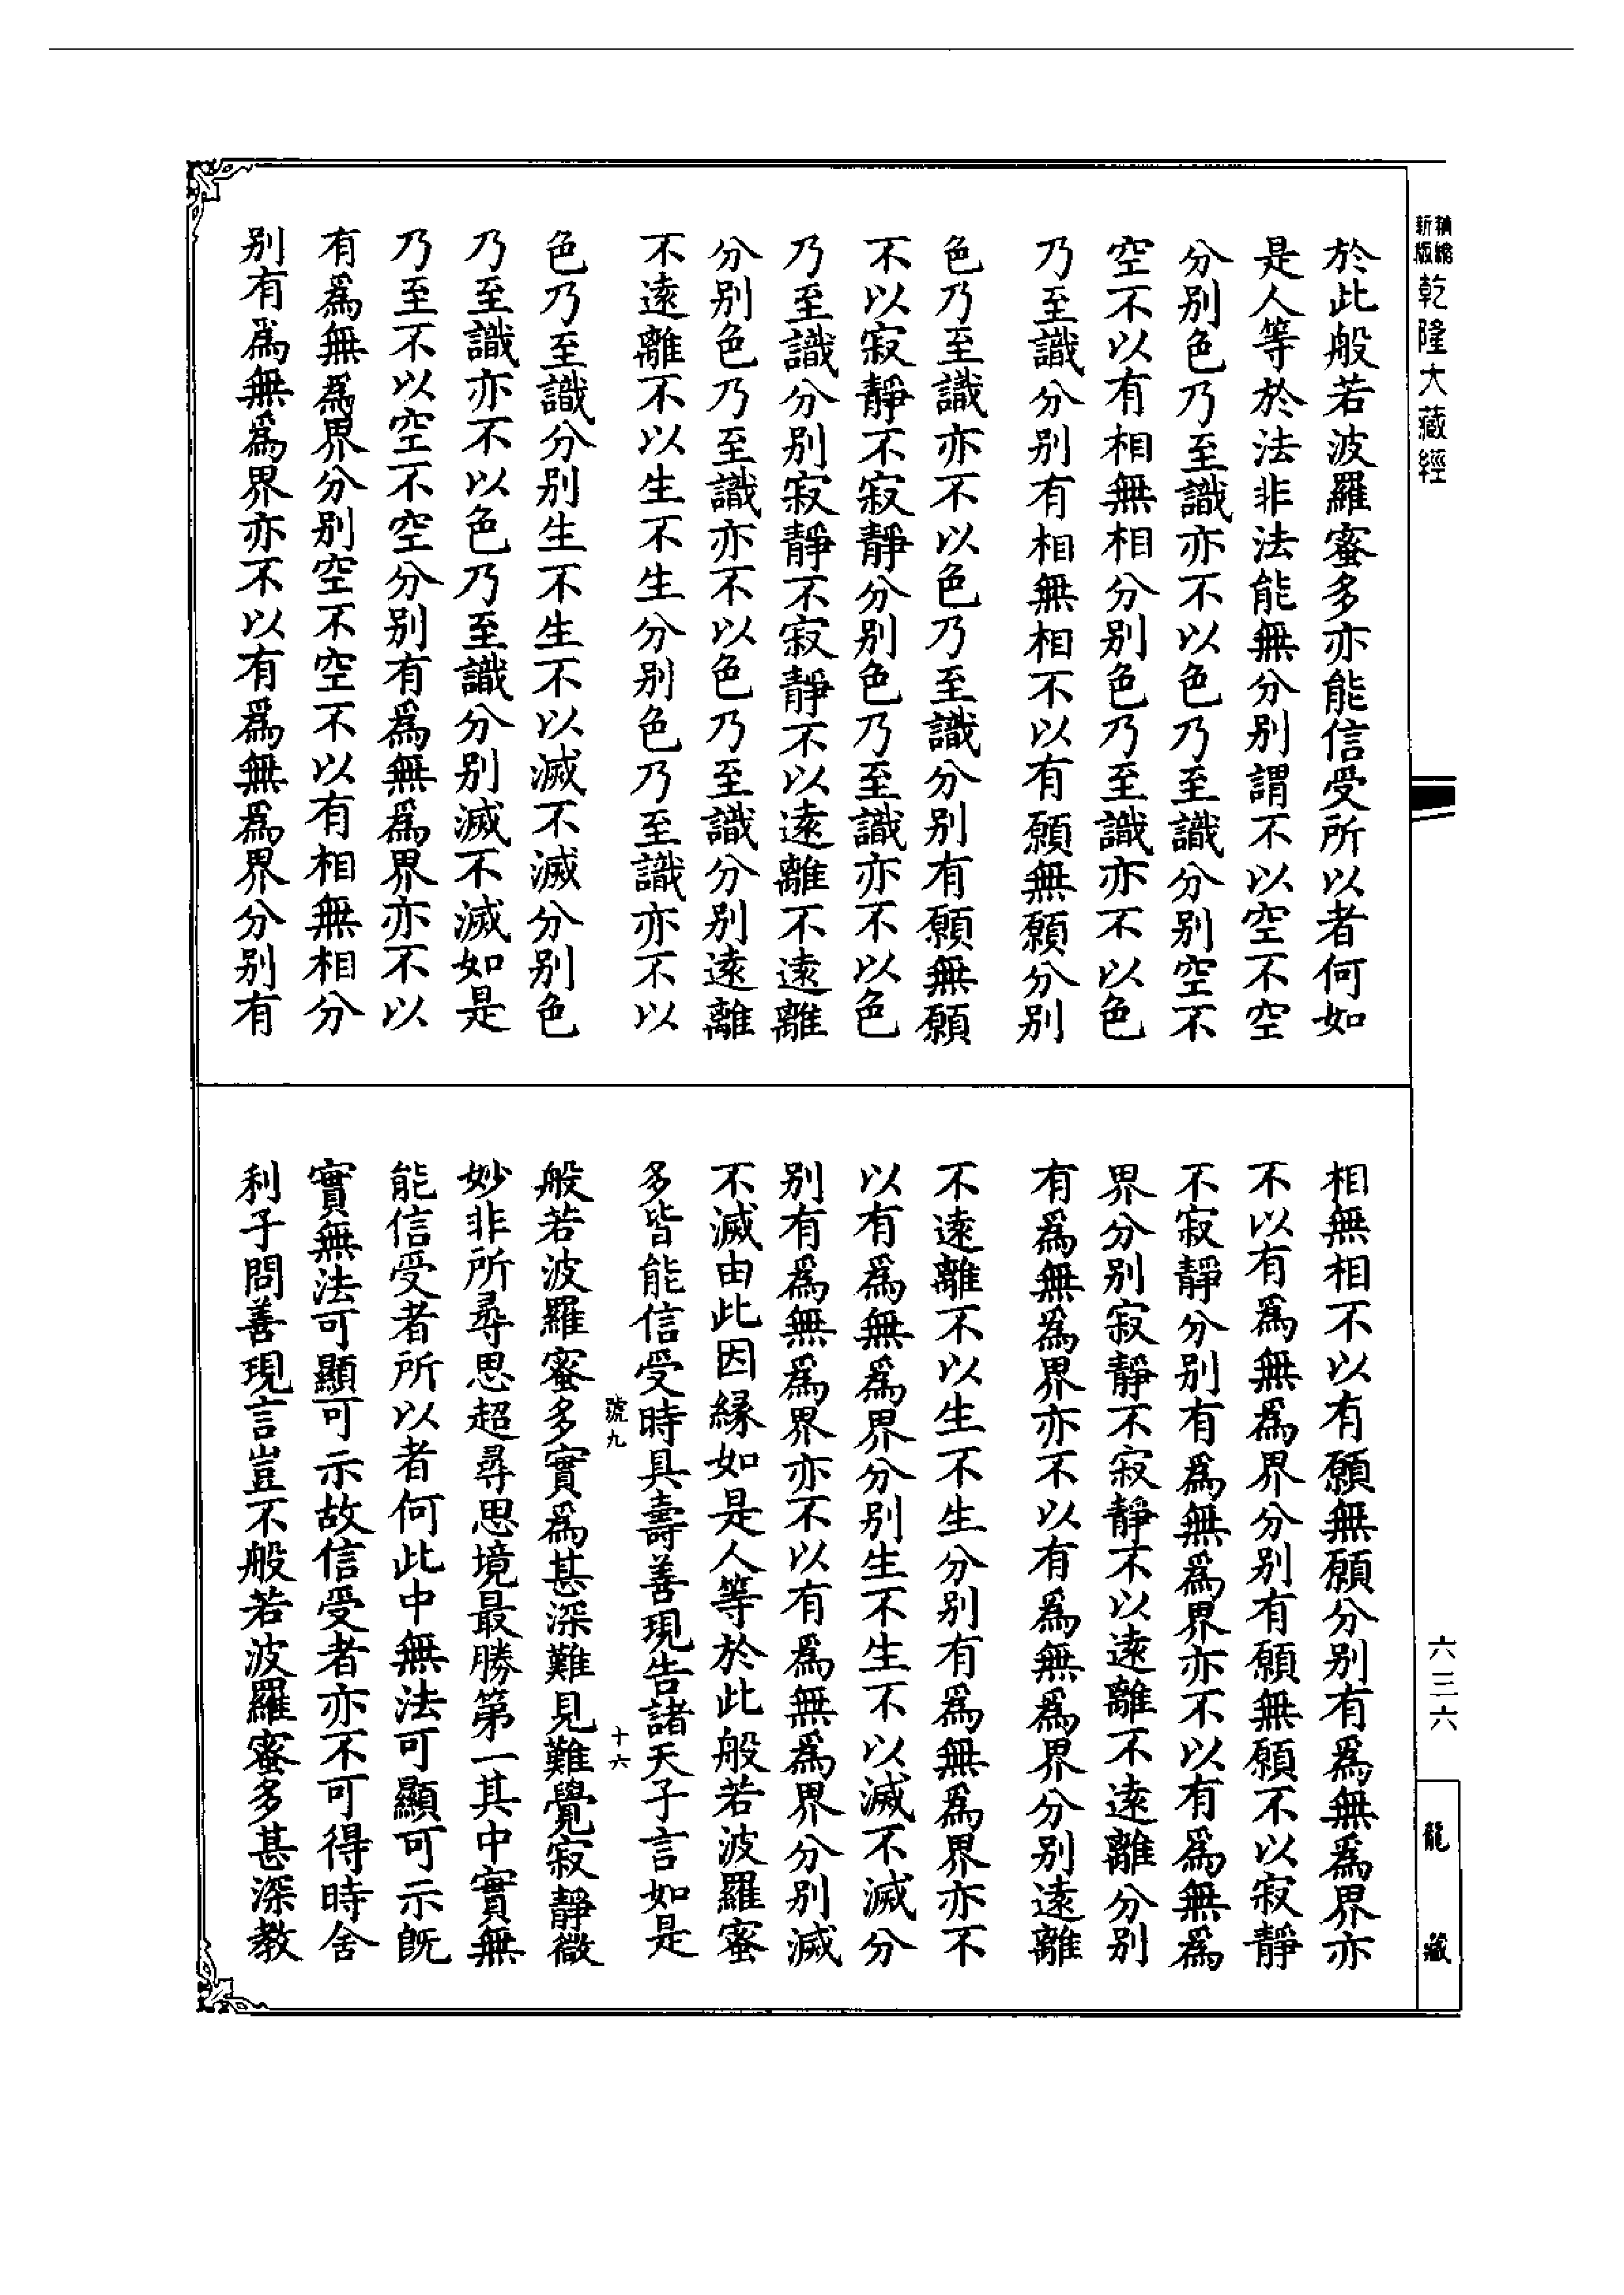 精縮新版乾隆大藏經
於此般若波羅蜜多亦能信受所以者何如
是人等於法非法能無分別謂不以空不空
分別色乃至識亦不以色乃至識分別空不
空不以有相無相分別色乃至識亦不以色
乃至識分別有相無相不以有願無願分別
色乃至識亦不以色乃至識分別有願無願
不以寂靜不寂靜分別色乃至識亦不以色
乃至識分別寂靜不寂靜不以遠離不遠離
分別色乃至識亦不以色乃至識分別遠離
不遠離不以生不生分別色乃至識亦不以
色乃至識分別生不生不以滅不滅分別色
乃至識亦不以色乃至識分別滅不滅如是
乃至不以空不空分別有爲無爲界亦不以
有爲無爲界分別空不空不以有相無相分
別有爲無爲界亦不以有爲無爲界分別有
相無相不以有願無願分別有爲無爲界亦
不以有爲無爲界分別有願無願不以寂靜
不寂靜分別有爲無爲界亦不以有爲無爲
界分別寂靜不寂靜不以遠離不遠離分別
有爲無爲界亦不以有爲無爲界分別遠離
不遠離不以生不生分別有爲無爲界亦不
以有爲無爲界分別生不生不以滅不滅分
別有爲無爲界亦不以有爲無爲界分別滅
不滅由此因緣如是人等於此般若波羅蜜
多皆能信受時具壽善現告諸天子言如是
號九 十六
般若波羅蜜多實爲甚深難見難覺寂靜微
妙非所尋思超尋思境最勝第一其中實無
能信受者所以者何此中無法可顯可示旣
實無法可顯可示故信受者亦不可得時舍
利子問善現言豈不般若波羅蜜多甚深教
六三六
龍藏